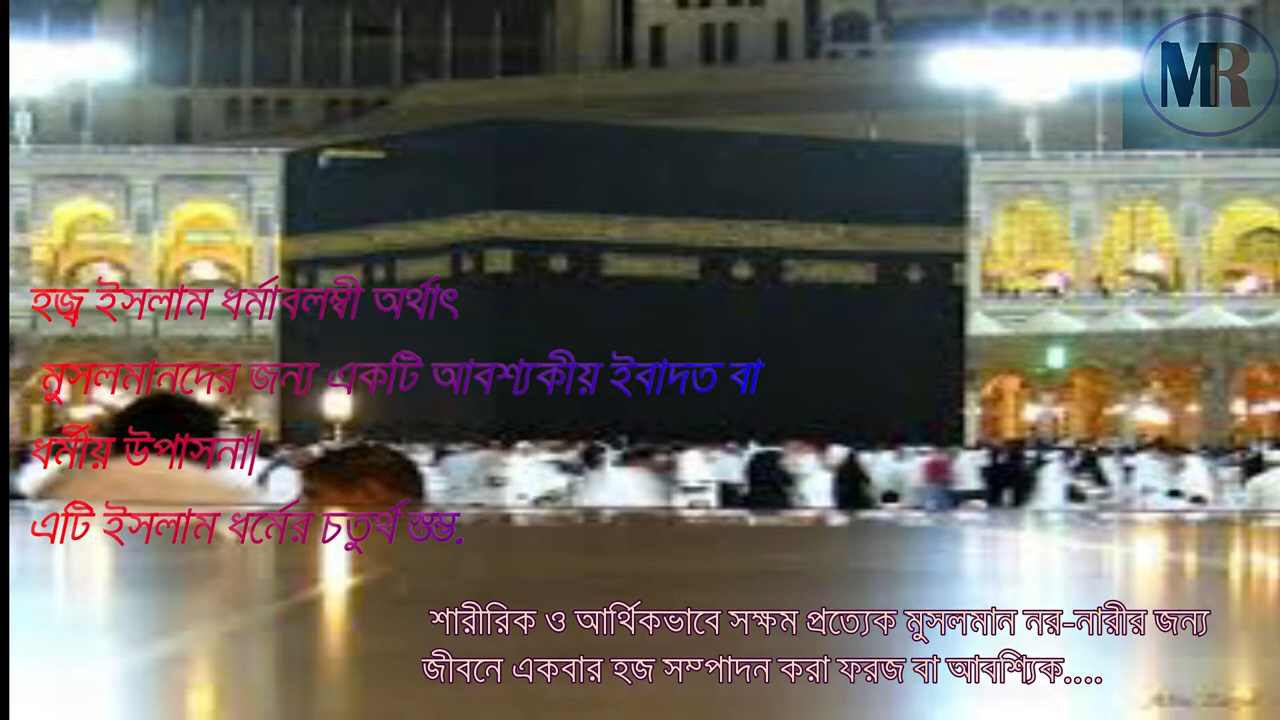 MR
হজ্ব ইসলাম ধর্মাবলম্বী অর্থাৎ
মুসলমানদের জন্য একটি আবশ্যকীয় ইবাদত বা
ধর্মীয় উপাসনা|
এটি ইসলাম ধর্মের চতুর্থ স্তম্ভ.
শারীরিক ও আর্থিকভাবে সক্ষম প্রত্যেক মুসলমান নর-নারীর জন্য
জীবনে একবার হজ সম্পাদন করা ফরজ বা আবশ্যিক....